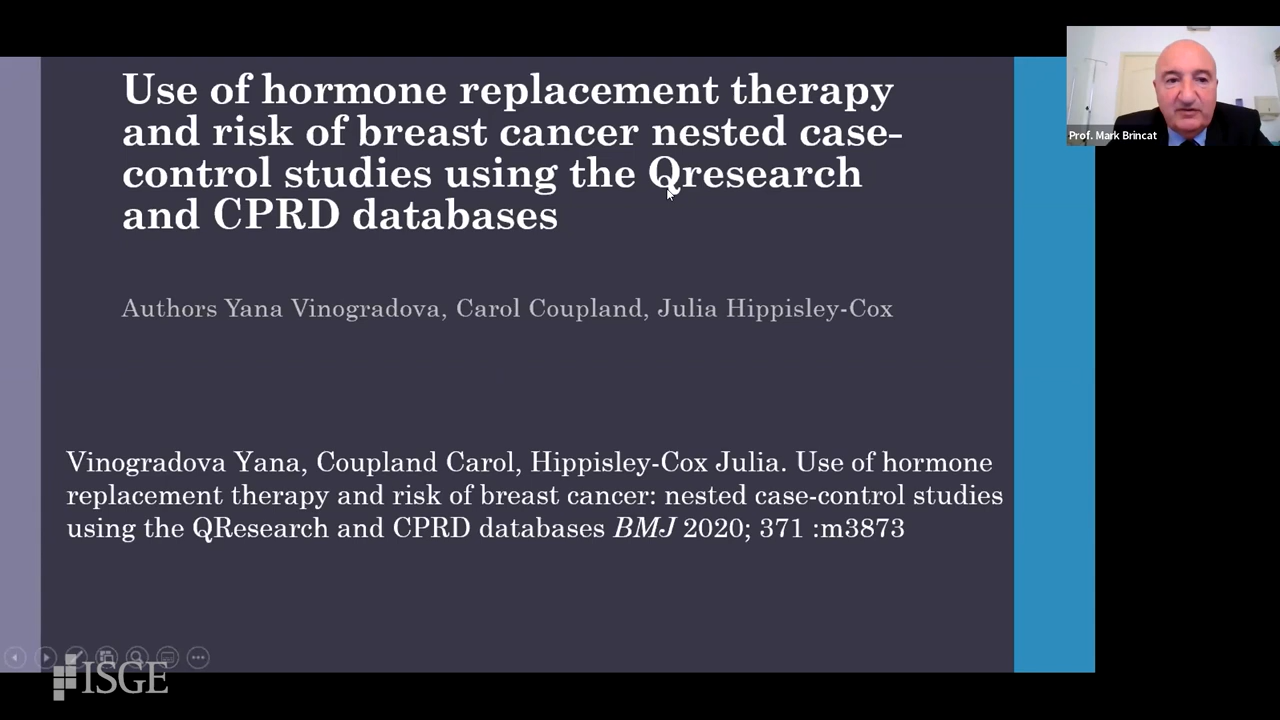 Use of hormone replacement therapy
and risk of breast cancer nested case-
control studies using the Qresearch
and CPRD databases
Prof. Mark Brincat
Authors Yana Vinogradova, Carol Coupland, Julia Hippisley-Cox
Vinogradova Yana, Coupland Carol, Hippisley-Cox Julia. Use of hormone
replacement therapy and risk of breast cancer: nested case-control studies
using the QResearch and CPRD databases BMJ 2020; 371 :m3873
ISGE